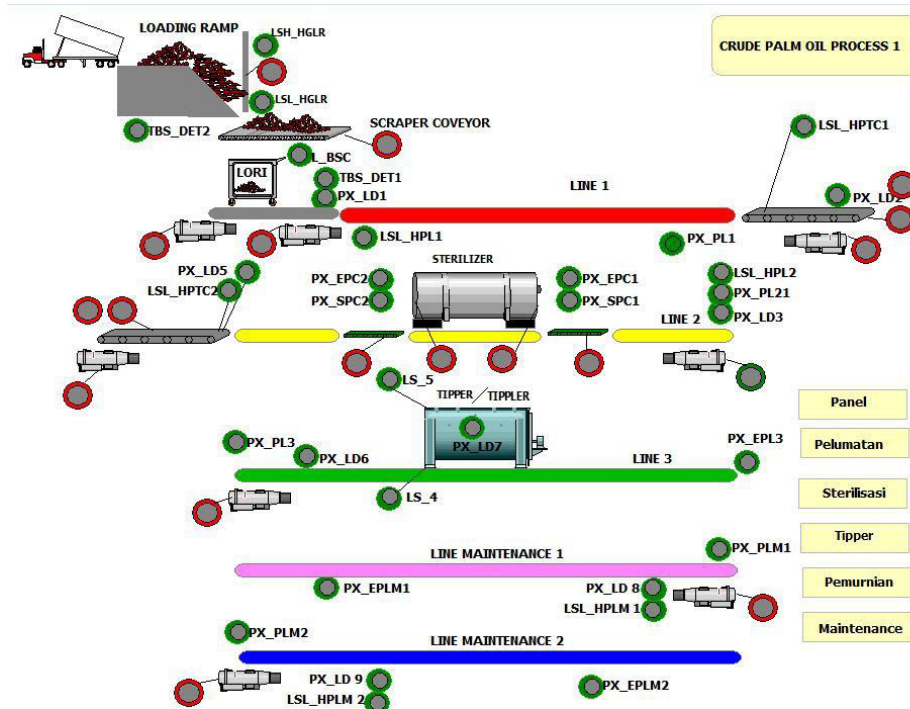 LOADING RAMP
LSH_HGLR
CRUDE PALM OIL PROCESS 1
LSL_HGLR
TBS_DET2
SCRAPER COVEYOR
LSL_HPTC1
L_BSC
LORI
TBS_DET1
PX_LD1
LINE 1
PX_LD2
LSL_HPL1
PX_PL1
PX_LD5
LSL_HPTC2
STERILIZER
PX_EPC2
PX_SPC2
PX_EPC1
PX_SPC1
LSL_HPL2
PX_PL21
PX_LD3
LINE 2
LS_5
TIPPER / TIPPLER
PX_LD7
Panel
PX_PL3
PX_LD6
PX_EPL3
Pelumatan
LINE 3
LS_4
Sterilisasi
Tipper
LINE MAINTENANCE 1
PX_PLM1
PX_EPLM1
PX_LD 8
LSL_HPLM 1
Pemurnian
Maintenance
PX_PLM2
LINE MAINTENANCE 2
PX_LD 9
LSL_HPLM 2
PX_EPLM2